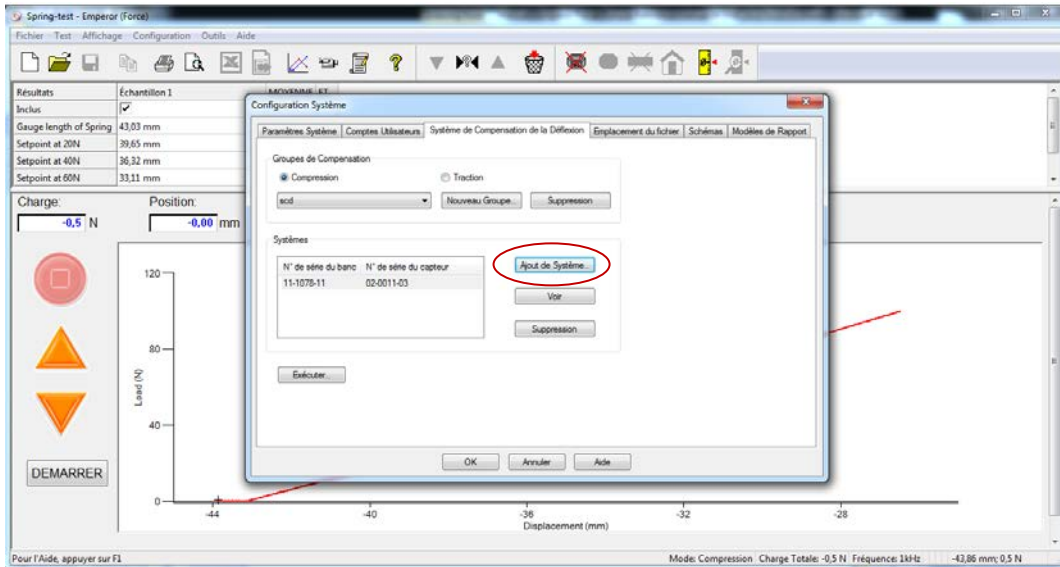 Spring-test - Emperor (Force)
Fichier Test Affichage Configuration Outils Aide
Résultats Échantillon 1 MOYENNE ET
Inclus
Gauge length of Spring 43,03 mm
Setpoint at 20N 39,65 mm
Setpoint at 40N 36,32 mm
Setpoint at 60N 33,11 mm
Charge: Position:
-0,5 N -0,00 mm
DEMARRER
Configuration Système
Paramètres Système Comptes Utilisateurs Système de Compensation de la Déflexion Emplacement du fichier Schémas Modèles de Rapport
Groupes de Compensation
Compression Traction
scd Nouveau Groupe... Suppression
Systèmes
N° de série du banc N° de série du capteur
11-1078-11 02-0011-03
Ajout de Système...
Voir
Suppression
Exécuter...
OK Annuler Aide
Load (N)
120
80
40
0
-44 -40 -36 -32 -28
Displacement (mm)
Pour l'Aide, appuyer sur F1 Mode: Compression Charge Totale: -0,5 N Fréquence: 1kHz -43,86 mm; 0,5 N